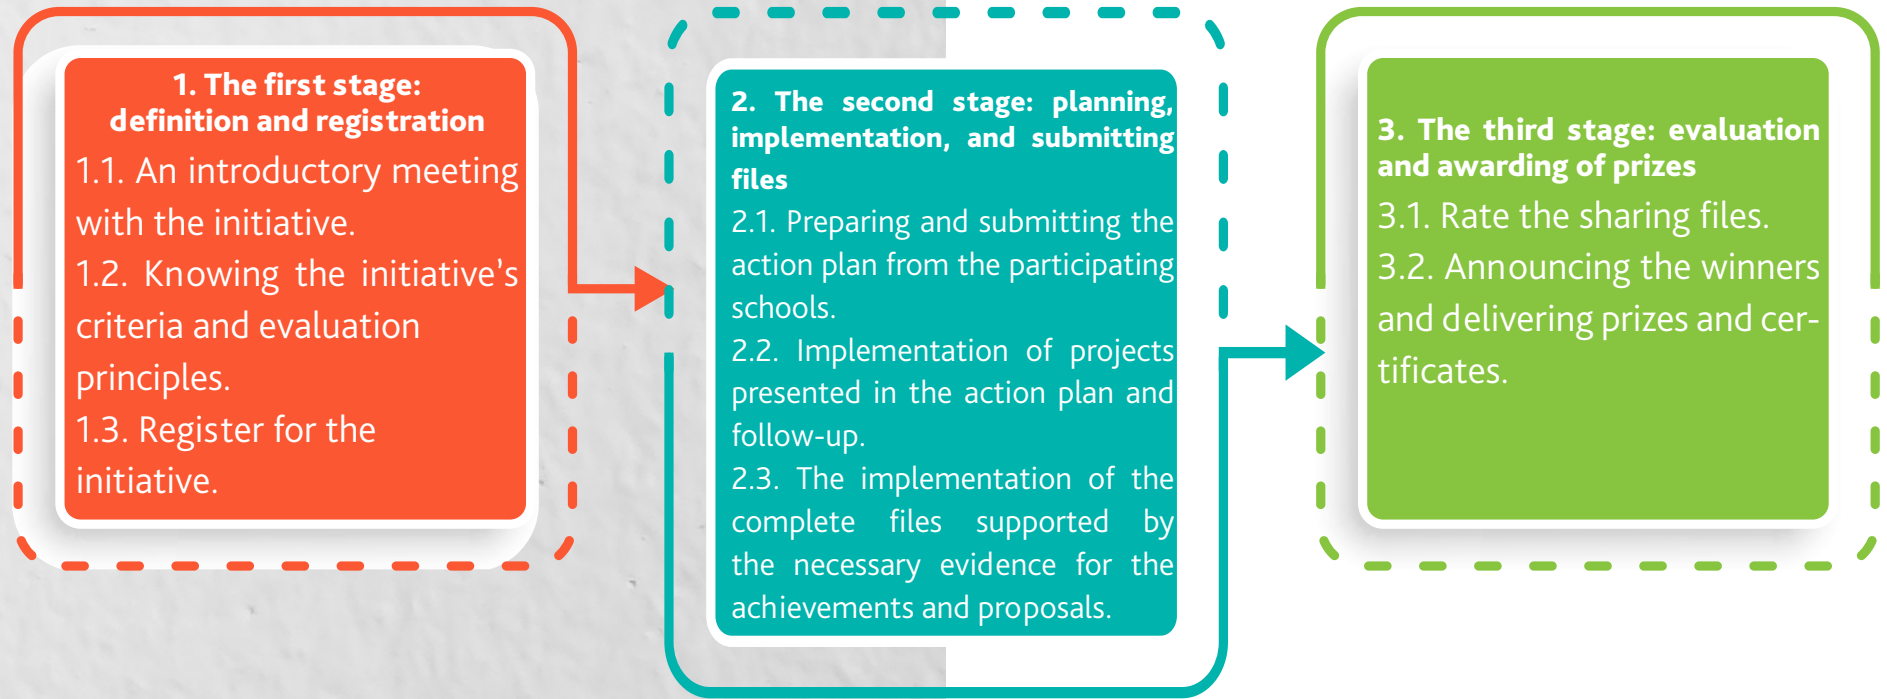 1. The first stage:
definition and registration
1.1. An introductory meeting
with the initiative.
1.2. Knowing the initiative's
criteria and evaluation
principles.
1.3. Register for the
initiative.
2. The second stage: planning,
implementation, and submitting
files
2.1. Preparing and submitting the
action plan from the participating
schools.
2.2. Implementation of projects
presented in the action plan and
follow-up.
2.3. The implementation of the
complete files supported by
the necessary evidence for the
achievements and proposals.
3. The third stage: evaluation
and awarding of prizes
3.1. Rate the sharing files.
3.2. Announcing the winners
and delivering prizes and cer-
tificates.